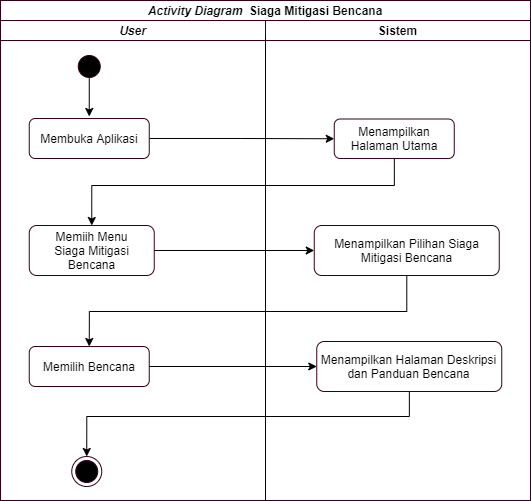 Activity Diagram Siaga Mitigasi Bencana
User
Sistem
Membuka Aplikasi
Menampilkan
Halaman Utama
Memiih Menu
Siaga Mitigasi
Bencana
Menampilkan Pilihan Siaga
Mitigasi Bencana
Memilih Bencana
Menampilkan Halaman Deskripsi
dan Panduan Bencana